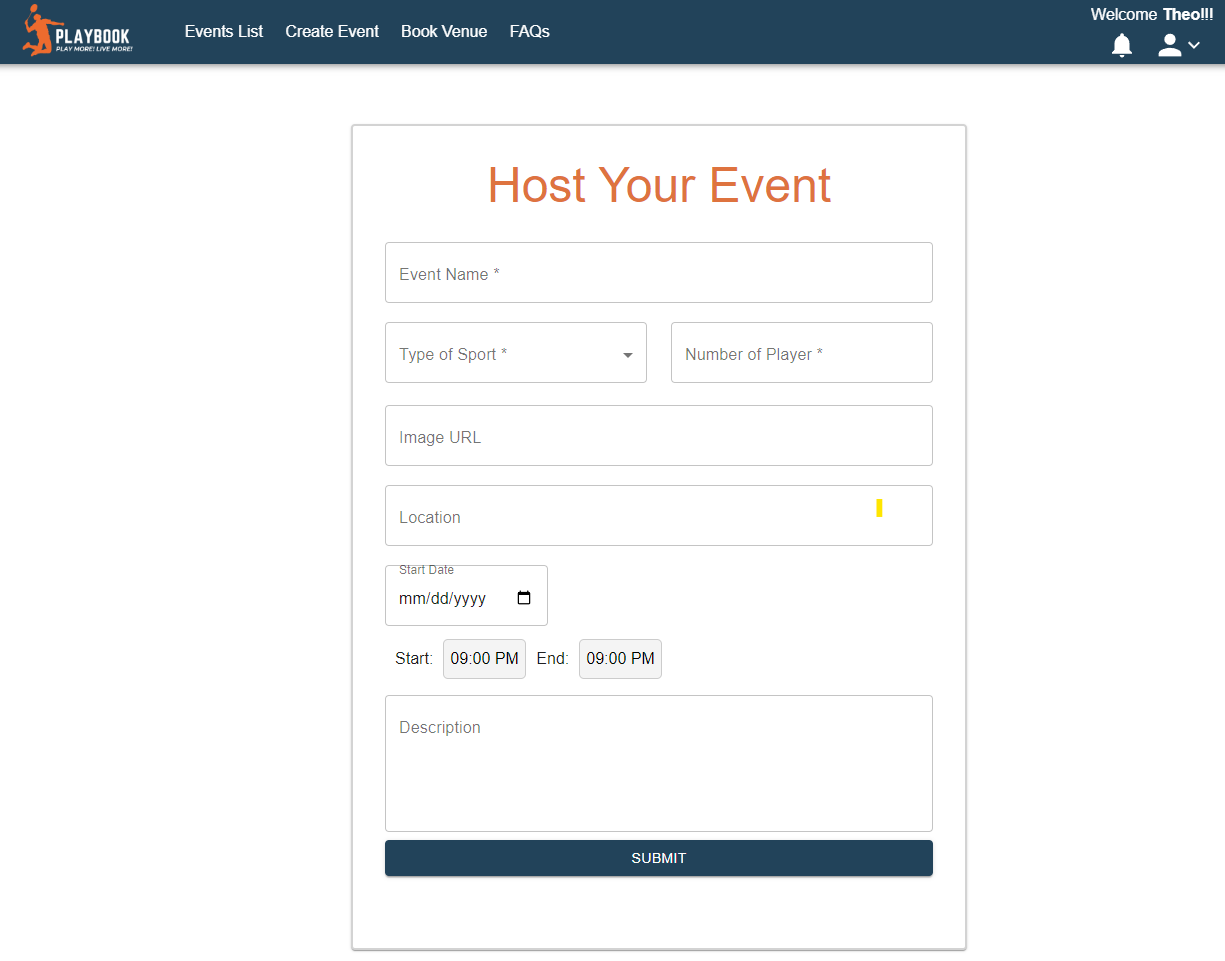 PLAYBOOK
PLAY MORE! LIVE MORE!
Events List Create Event Book Venue FAQs
Welcome Theo!!!
Host Your Event
Event Name *
Type of Sport * Number of Player *
Image URL
Location
Start Date
mm/dd/yyyy
Start: 09:00 PM End: 09:00 PM
Description
SUBMIT